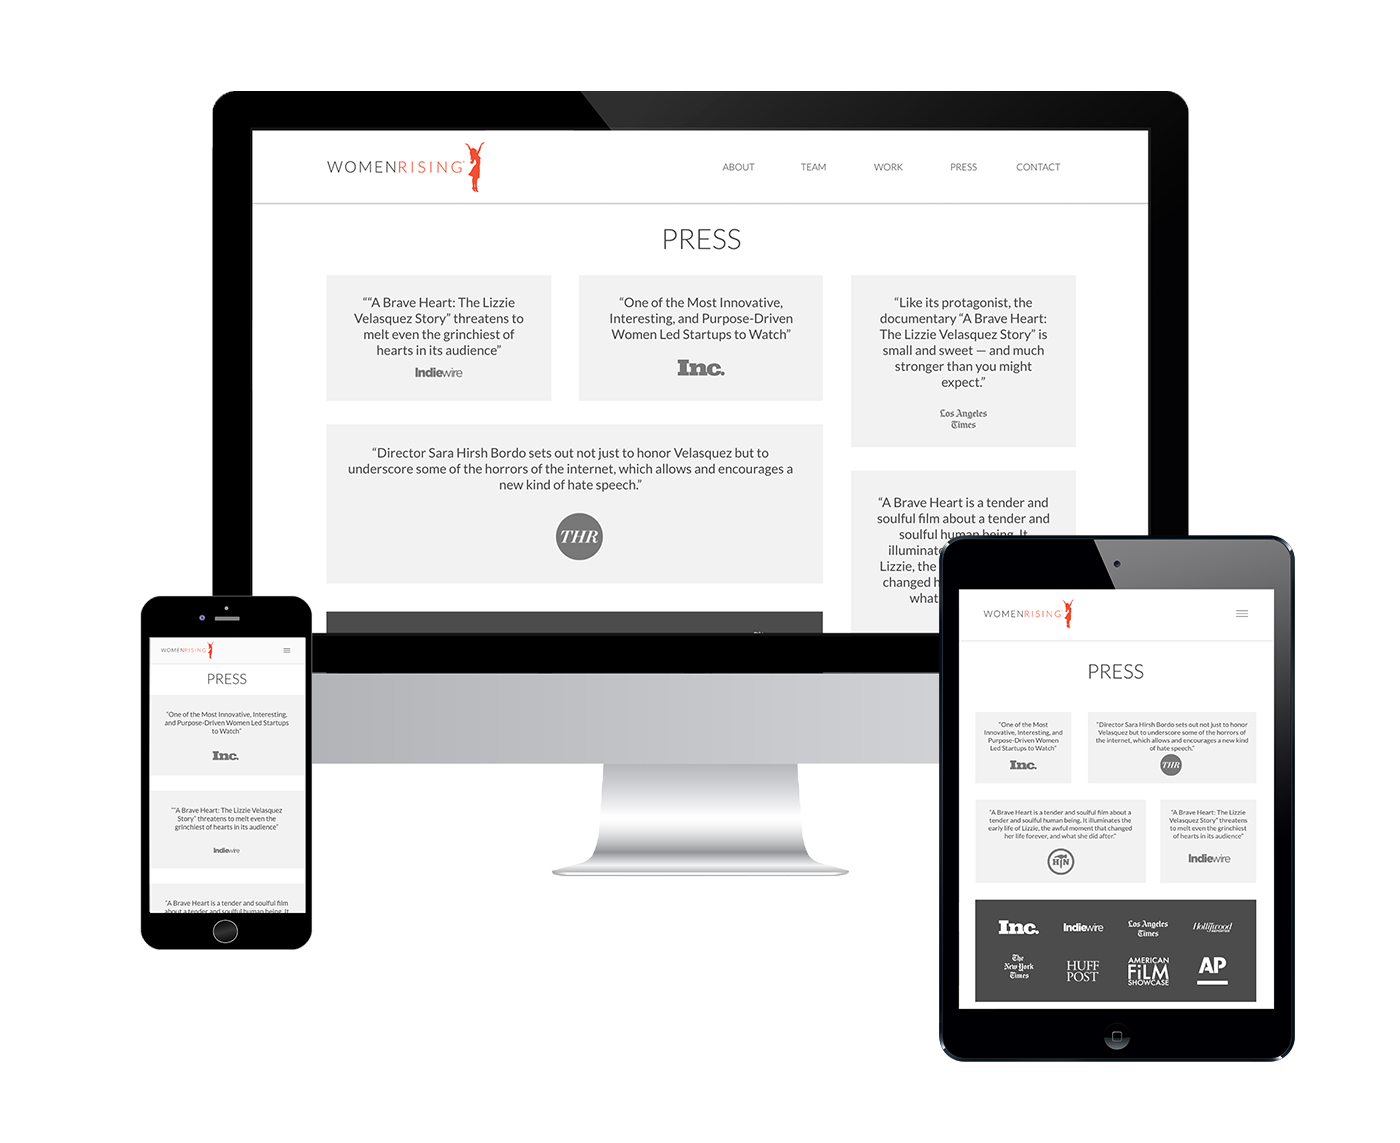 WOMENRISING
ABOUT TEAM WORK PRESS CONTACT
PRESS
““A Brave Heart: The Lizzie
Velasquez Story” threatens to
melt even the grinchiest of
hearts in its audience”
Indiewire
“One of the Most Innovative,
Interesting, and Purpose-Driven
Women Led Startups to Watch”
Inc.
“Like its protagonist, the
documentary “A Brave Heart:
The Lizzie Velasquez Story” is
small and sweet — and much
stronger than you might
expect.”
Los Angeles
Times
“Director Sara Hirsh Bordo sets out not just to honor Velasquez but to
underscore some of the horrors of the internet, which allows and encourages a
new kind of hate speech.”
THR
“A Brave Heart is a tender and
soulful film about a tender and
soulful human being. It
illuminate
Lizzie, the
changed h
what
WOMENRISING
PRESS
“One of the Most Innovative, Interesting,
and Purpose-Driven Women Led Startups
to Watch”
Inc.
““A Brave Heart: The Lizzie Velasquez
Story” threatens to melt even the
grinchiest of hearts in its audience”
Indiewire
“A Brave Heart is a tender and soulful film
about a tender and soulful human being. It
WOMENRISING
PRESS
“One of the Most
Innovative, Interesting, and
Purpose-Driven Women
Led Startups to Watch”
Inc.
“Director Sara Hirsh Bordo sets out not just to honor
Velasquez but to underscore some of the horrors of
the internet, which allows and encourages a new kind
of hate speech.”
THR
“A Brave Heart is a tender and soulful film about a
tender and soulful human being. It illuminates the
early life of Lizzie, the awful moment that changed
her life forever, and what she did after.”
HTN
“A Brave Heart: The Lizzie
Velasquez Story” threatens
to melt even the grinchiest
of hearts in its audience”
Indiewire
Inc.
Indiewire
Los Angeles
Times
Hollywood
REPORTER
The
New York
Times
HUFF
POST
AMERICAN
FiLM
SHOWCASE
AP